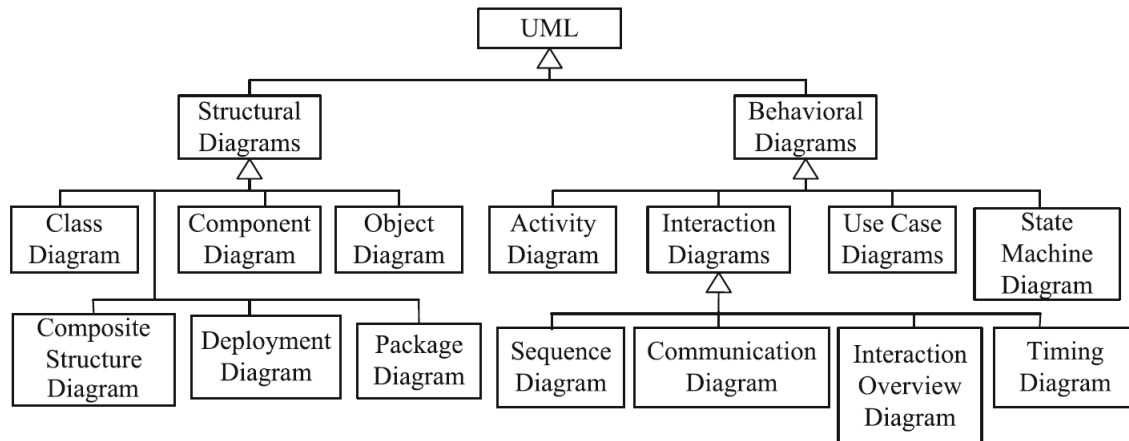 UML
Structural
Diagrams
Behavioral
Diagrams
Class
Diagram
Component
Diagram
Object
Diagram
Activity
Diagram
Interaction
Diagrams
Use Case
Diagrams
State
Machine
Diagram
Composite
Structure
Diagram
Deployment
Diagram
Package
Diagram
Sequence
Diagram
Communication
Diagram
Interaction
Overview
Diagram
Timing
Diagram